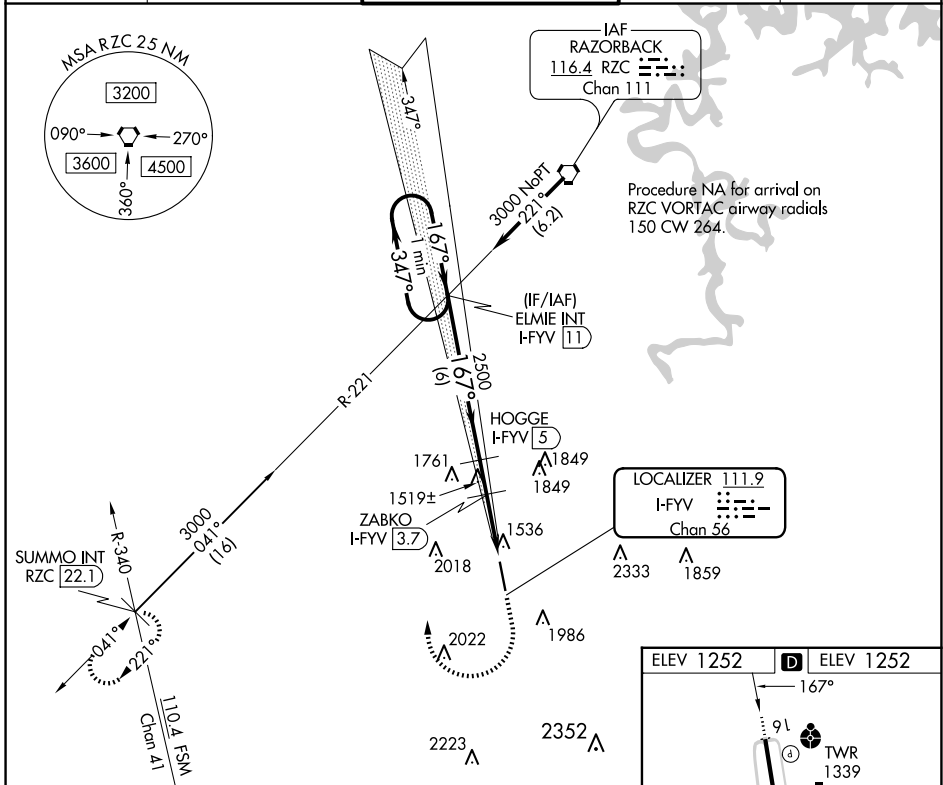 MSA RZC 25 NM
3200
090°
270°
3600
4500
360°
IAF
RAZORBACK
116.4 RZC
Chan 111
347°
3000 NoPT
221°
(6.2)
Procedure NA for arrival on
RZC VORTAC airway radials
150 CW 264.
167°
1 min
347°
(IF/IAF)
ELMIE INT
I-FYV 11
2500
167°
(6)
R-221
HOGGE
I-FYV 5
1761
1849
1849
1519±
LOCALIZER 111.9
I-FYV
Chan 56
ZABKO
I-FYV 3.7
1536
2018
2333
1859
3000
041°
(16)
R-340
SUMMO INT
RZC 22.1
041°
221°
1986
2022
110.4 FSM
Chan 41
2223
2352
ELEV 1252
D
ELEV 1252
167°
16
P
TWR
1339